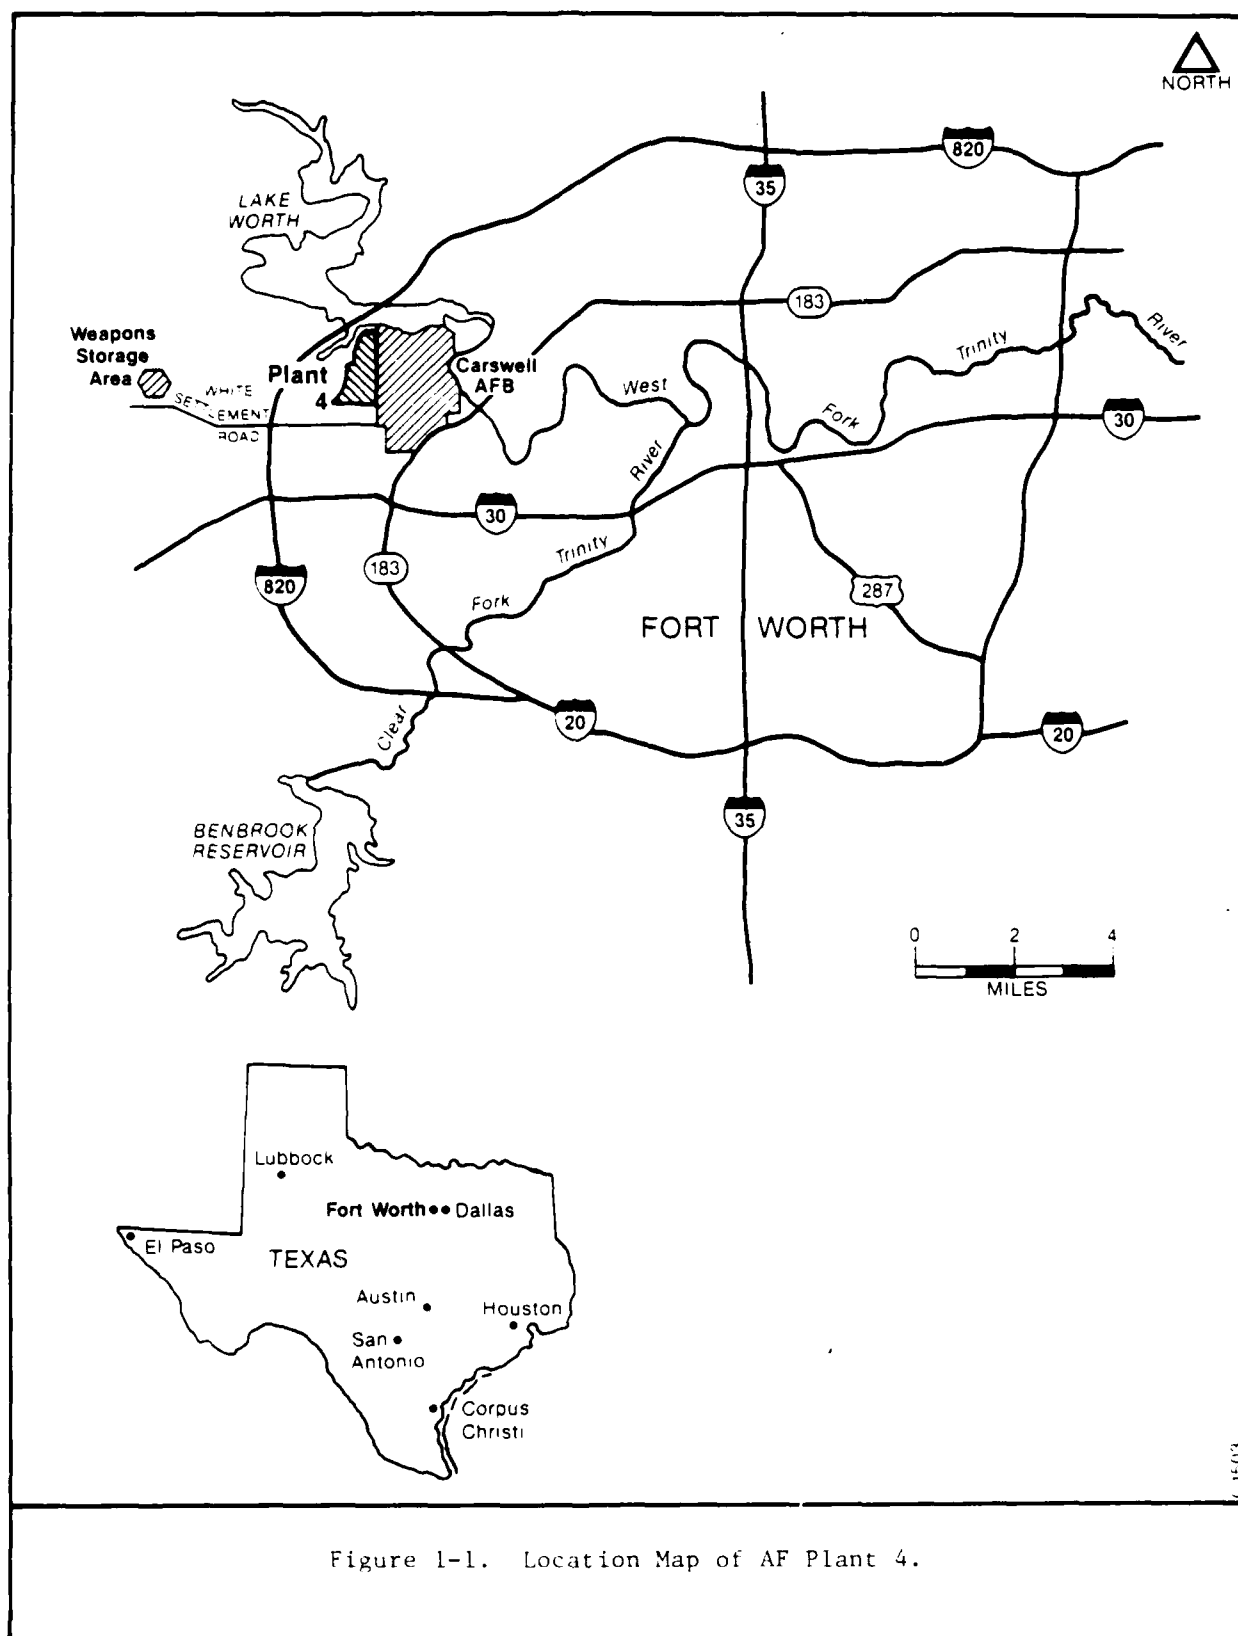 NORTH
820
35
LAKE
WORTH
183
Trinity
River
Weapons
Storage
Area
Plant
4
Carswell
AFB
WHITE
SETTLEMENT
ROAD
West
Fork
River
30
30
Trinity
183
820
Fork
287
FORT WORTH
Clear
20
20
35
BENBROOK
RESERVOIR
0 2 4
MILES
Lubbock
Fort Worth
Dallas
El Paso
TEXAS
Austin
Houston
San
Antonio
Corpus
Christi
Figure 1-1. Location Map of AF Plant 4.